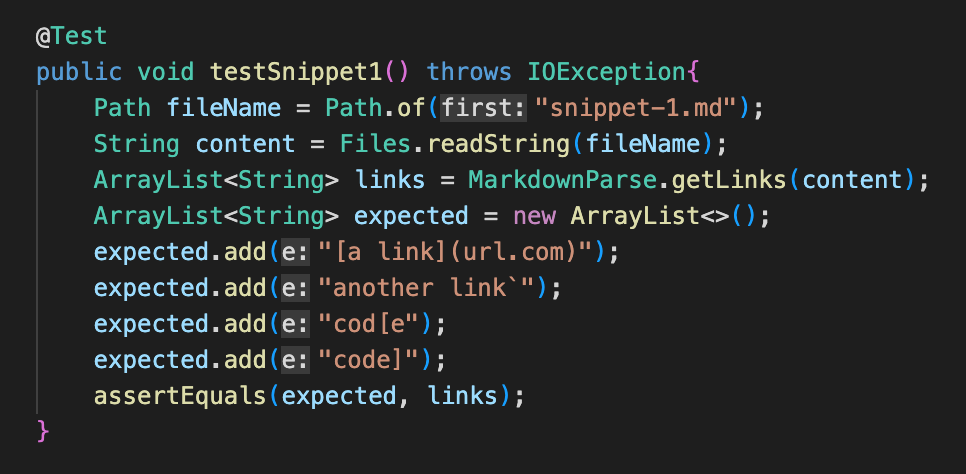 @Test
public void testSnippet1() throws IOException{
Path fileName = Path.of(first: "snippet-1.md");
String content = Files.readString(fileName);
ArrayList<String> links = MarkdownParse.getLinks(content);
ArrayList<String> expected = new ArrayList<>();
expected.add(e: "[a link](url.com)");
expected.add(e: "another link`");
expected.add(e: "cod[e");
expected.add(e: "code]");
assertEquals(expected, links);
}